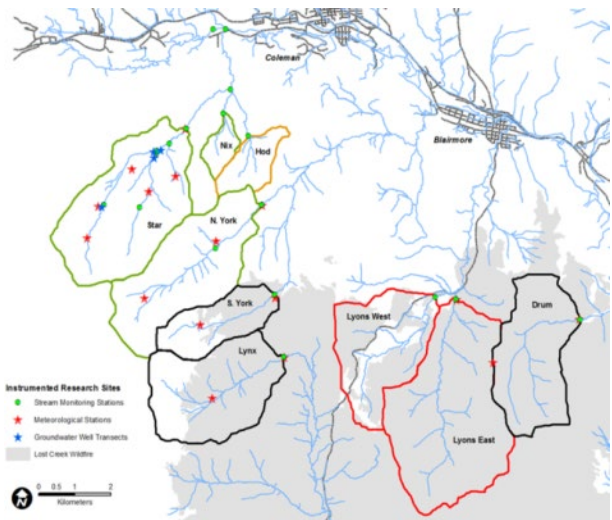 Coleman
Blairmore
Nix
Hod
Star
N. York
S. York
Lynx
Lyons West
Drum
Lyons East
Instrumented Research Sites
Stream Monitoring Stations
Meteorological Stations
Groundwater Well Transects
Lost Creek Wildfire
N
0 0.5 1 2
Kilometers